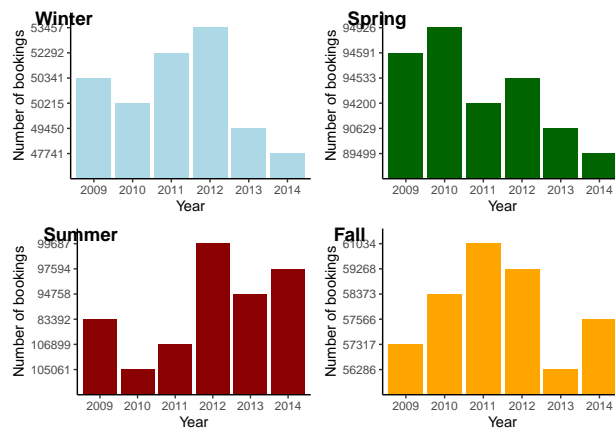 Winter
Number of bookings
53457
52292
50341
50215
49450
47741
2009 2010 2011 2012 2013 2014
Year
Spring
Number of bookings
94926
94591
94533
94200
90629
89499
2009 2010 2011 2012 2013 2014
Year
Summer
Number of bookings
99687
97594
94758
83392
106899
105061
2009 2010 2011 2012 2013 2014
Year
Fall
Number of bookings
61034
59268
58373
57566
57317
56286
2009 2010 2011 2012 2013 2014
Year